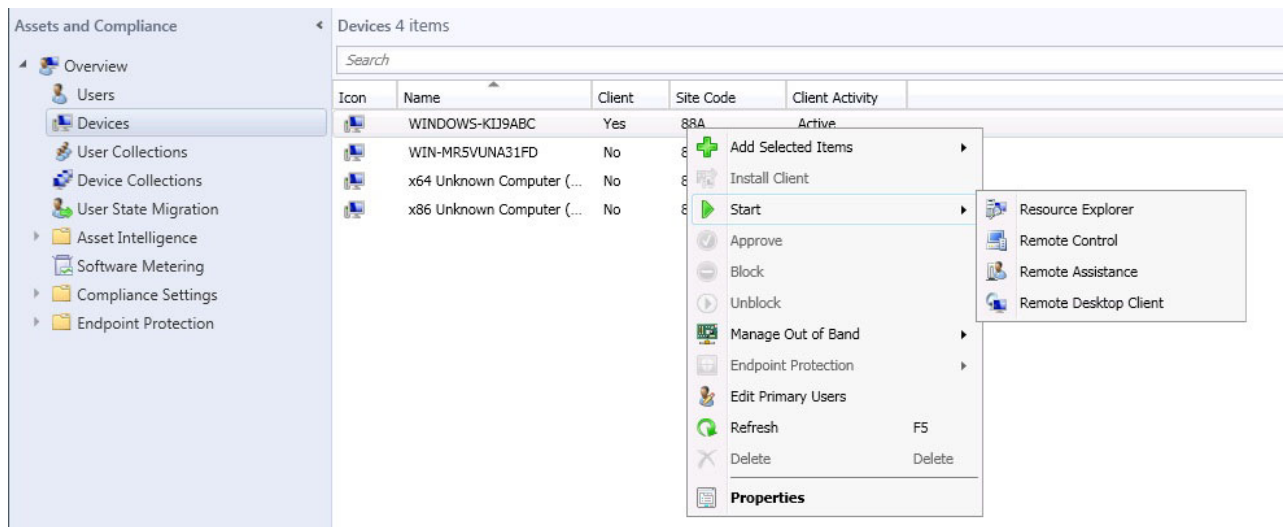 Assets and Compliance
Devices 4 items
Search
Overview
Users
Devices
User Collections
Device Collections
User State Migration
Asset Intelligence
Software Metering
Compliance Settings
Endpoint Protection
Icon Name Client Site Code Client Activity
WINDOWS-KIJ9ABC Yes 88A Active
WIN-MR5VUNA31FD No 8
x64 Unknown Computer (... No 8
x86 Unknown Computer (... No 8
Add Selected Items
Install Client
Start
Approve
Block
Unblock
Manage Out of Band
Endpoint Protection
Edit Primary Users
Refresh F5
Delete Delete
Properties
Resource Explorer
Remote Control
Remote Assistance
Remote Desktop Client